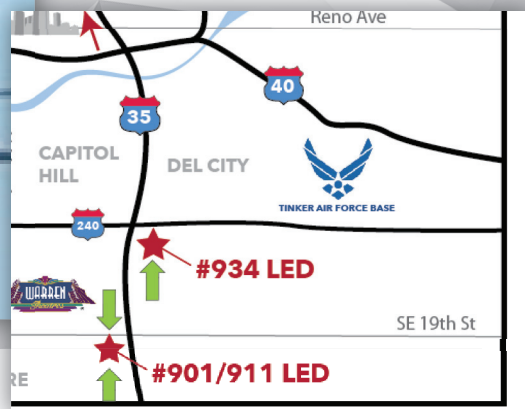 Reno Ave
40
35
CAPITOL
HILL
DEL CITY
TINKER AIR FORCE BASE
240
#934 LED
WARREN
Theatres
SE 19th St
#901/911 LED
RE